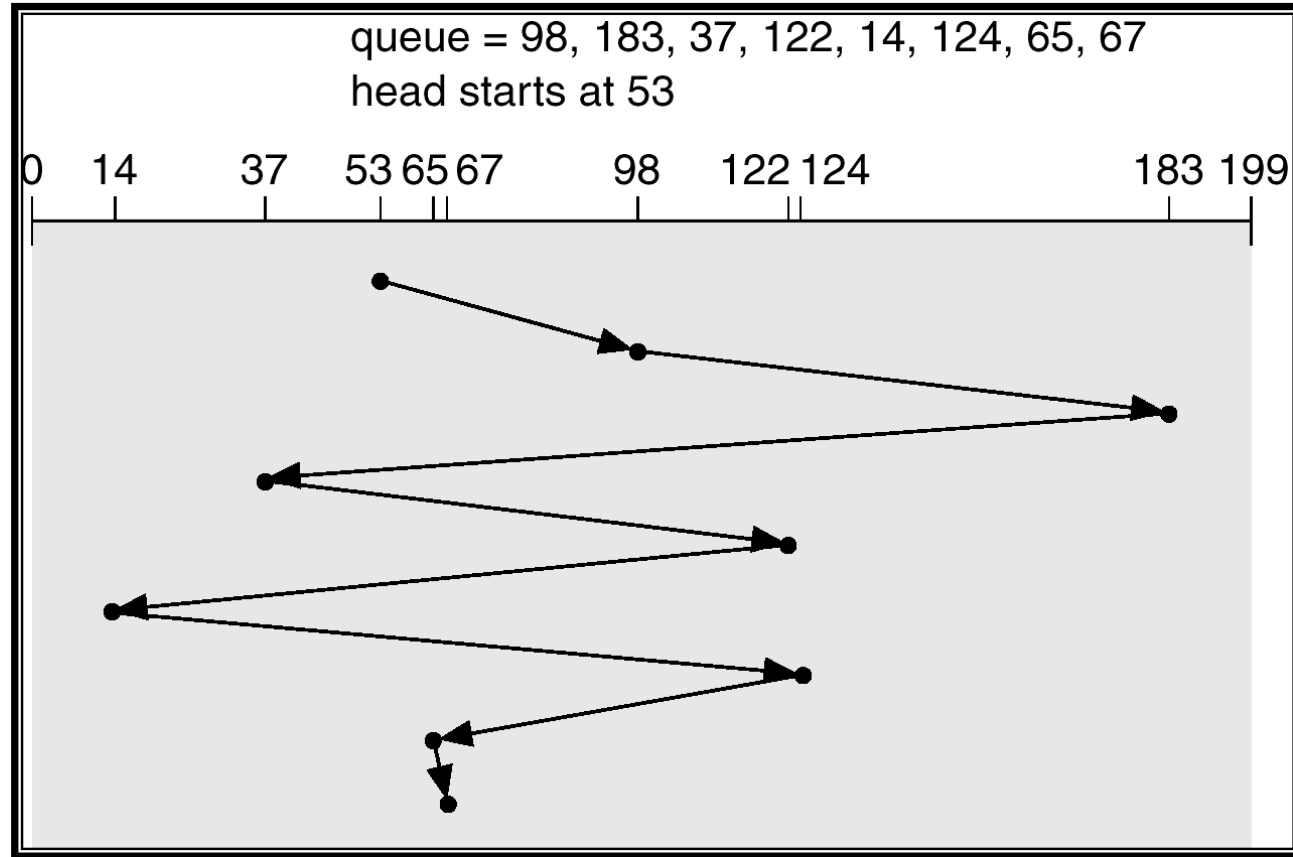 queue = 98, 183, 37, 122, 14, 124, 65, 67
head starts at 53
0 14 37 53 65 67 98 122 124 183 199